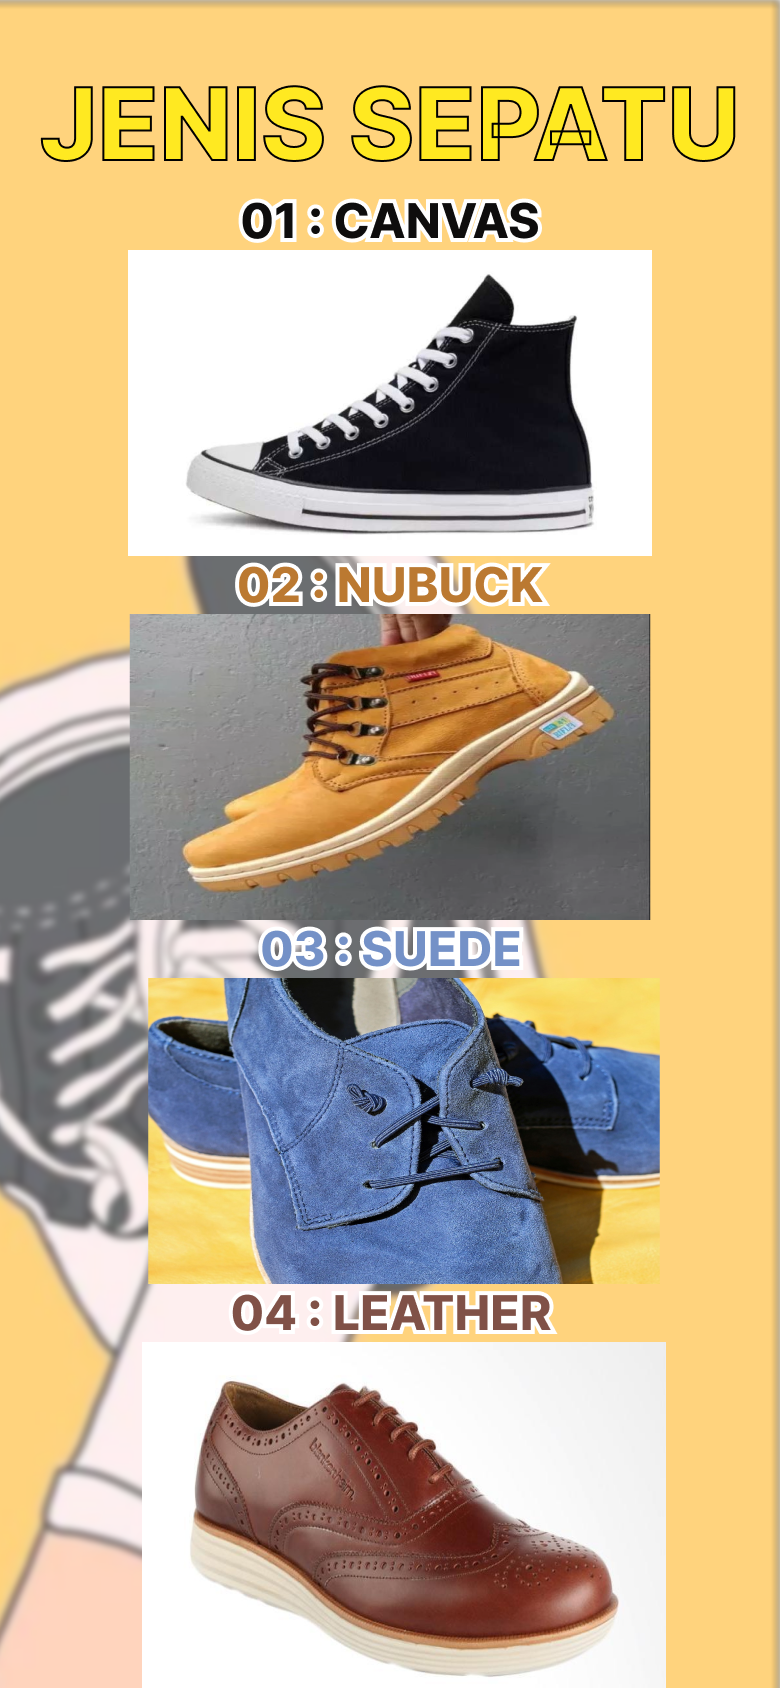 JENIS SEPATU
01 : CANVAS
02 : NUBUCK
03 : SUEDE
04 : LEATHER